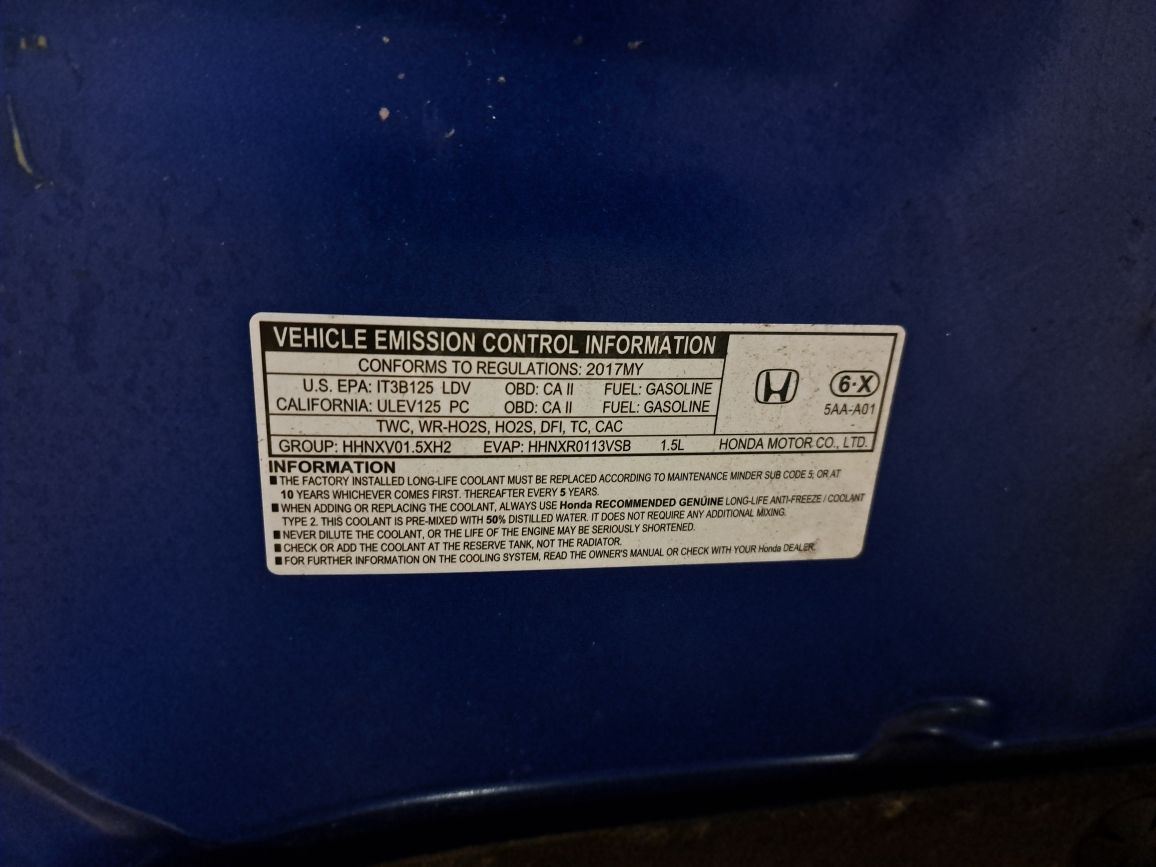 VEHICLE EMISSION CONTROL INFORMATION
CONFORMS TO REGULATIONS: 2017MY
U.S. EPA: IT3B125 LDV OBD: CA II FUEL: GASOLINE
CALIFORNIA: ULEV125 PC OBD: CA II FUEL: GASOLINE
TWC, WR-HO2S, HO2S, DFI, TC, CAC
6·X
5AA-A01
GROUP: HHNXV01.5XH2 EVAP: HHNXR0113VSB 1.5L HONDA MOTOR CO., LTD.
INFORMATION
■ THE FACTORY INSTALLED LONG-LIFE COOLANT MUST BE REPLACED ACCORDING TO MAINTENANCE MINDER SUB CODE 5; OR AT
10 YEARS WHICHEVER COMES FIRST. THEREAFTER EVERY 5 YEARS.
■ WHEN ADDING OR REPLACING THE COOLANT, ALWAYS USE Honda RECOMMENDED GENUINE LONG-LIFE ANTI-FREEZE / COOLANT
TYPE 2. THIS COOLANT IS PRE-MIXED WITH 50% DISTILLED WATER. IT DOES NOT REQUIRE ANY ADDITIONAL MIXING.
■ NEVER DILUTE THE COOLANT, OR THE LIFE OF THE ENGINE MAY BE SERIOUSLY SHORTENED.
■ CHECK OR ADD THE COOLANT AT THE RESERVE TANK, NOT THE RADIATOR.
■ FOR FURTHER INFORMATION ON THE COOLING SYSTEM, READ THE OWNER'S MANUAL OR CHECK WITH YOUR Honda DEALER.